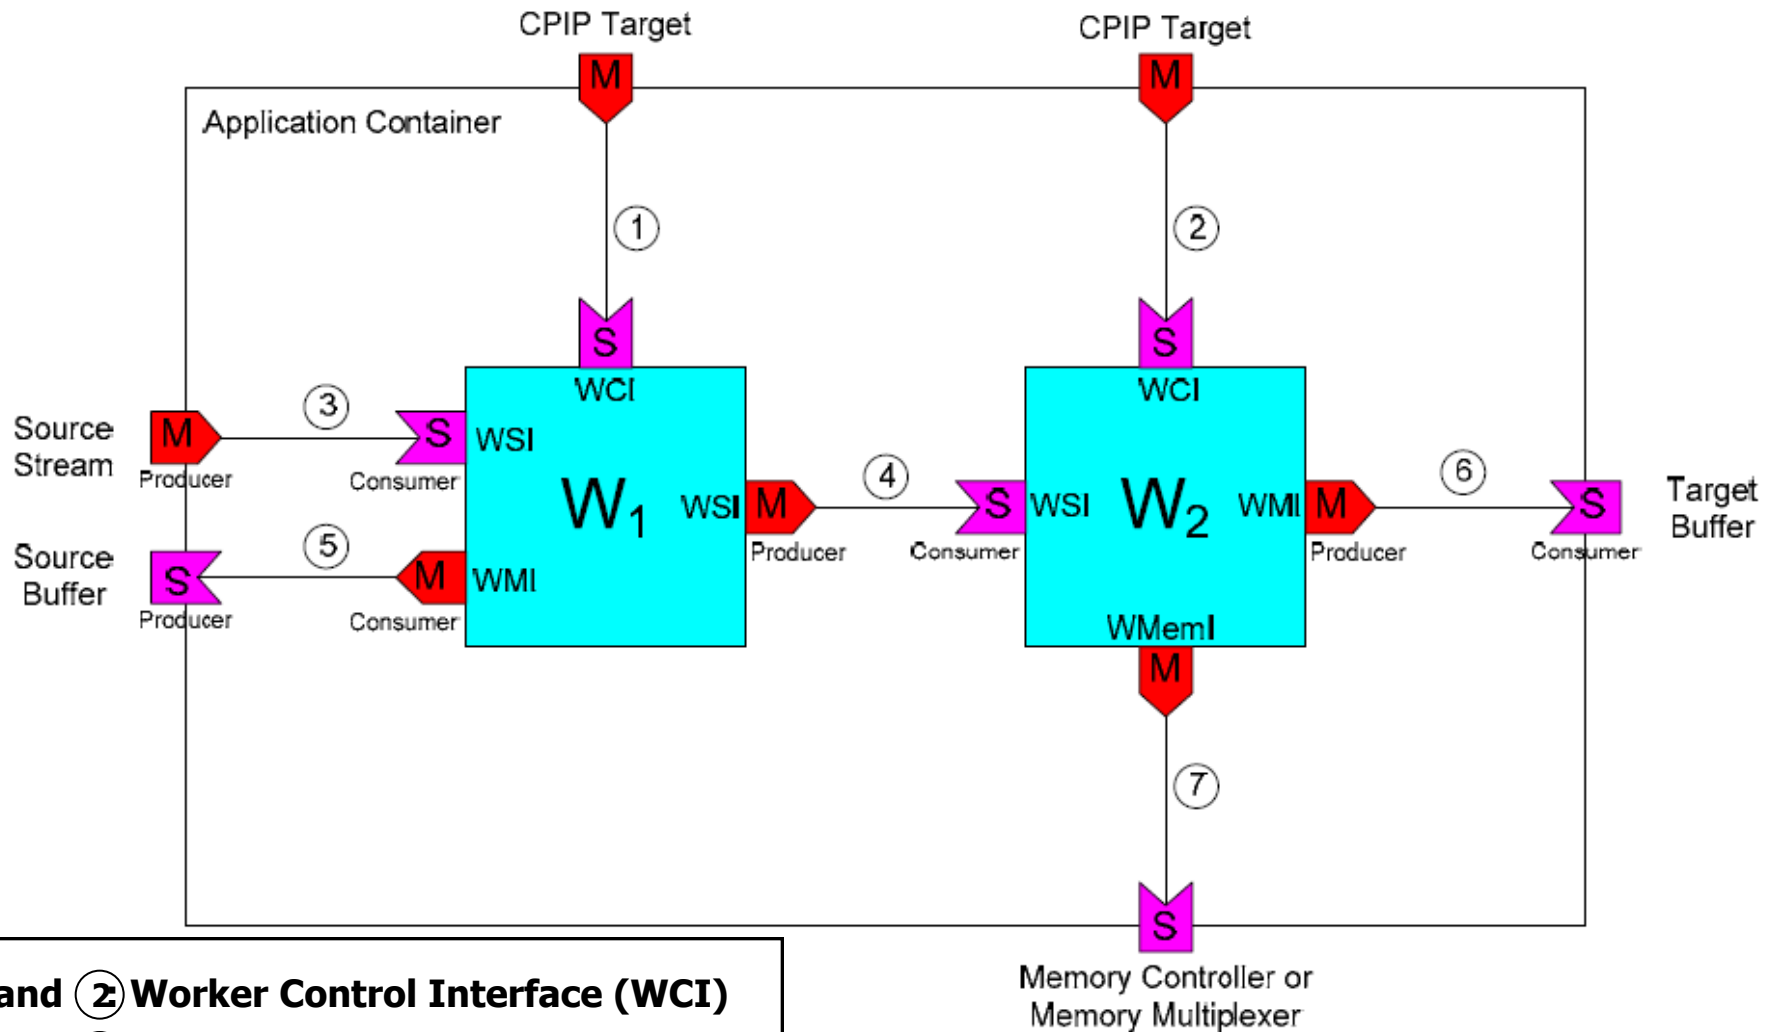 CPIP Target
CPIP Target
M
M
Application Container
1
2
S
S
WCI
WCI
Source
Stream
M
Producer
3
S
Consumer
WSI
W1
WSI
M
Producer
4
S
Consumer
WSI
W2
WMI
M
Producer
6
S
Consumer
Target
Buffer
Source
Buffer
S
Producer
5
M
Consumer
WMI
WMemI
M
7
S
Memory Controller or
Memory Multiplexer
and 2: Worker Control Interface (WCI)